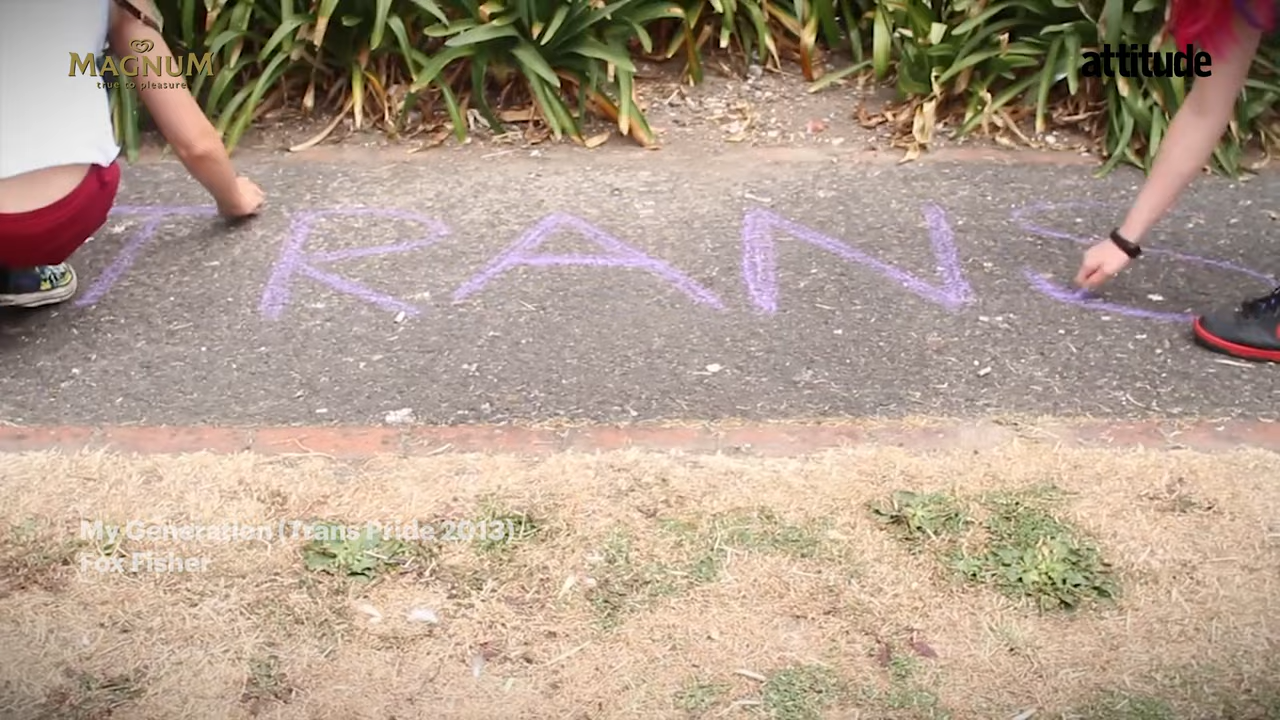 MAGNUM
true to pleasure
attitude
TRANS
My Generation (Trans Pride 2013)
Fox Fisher